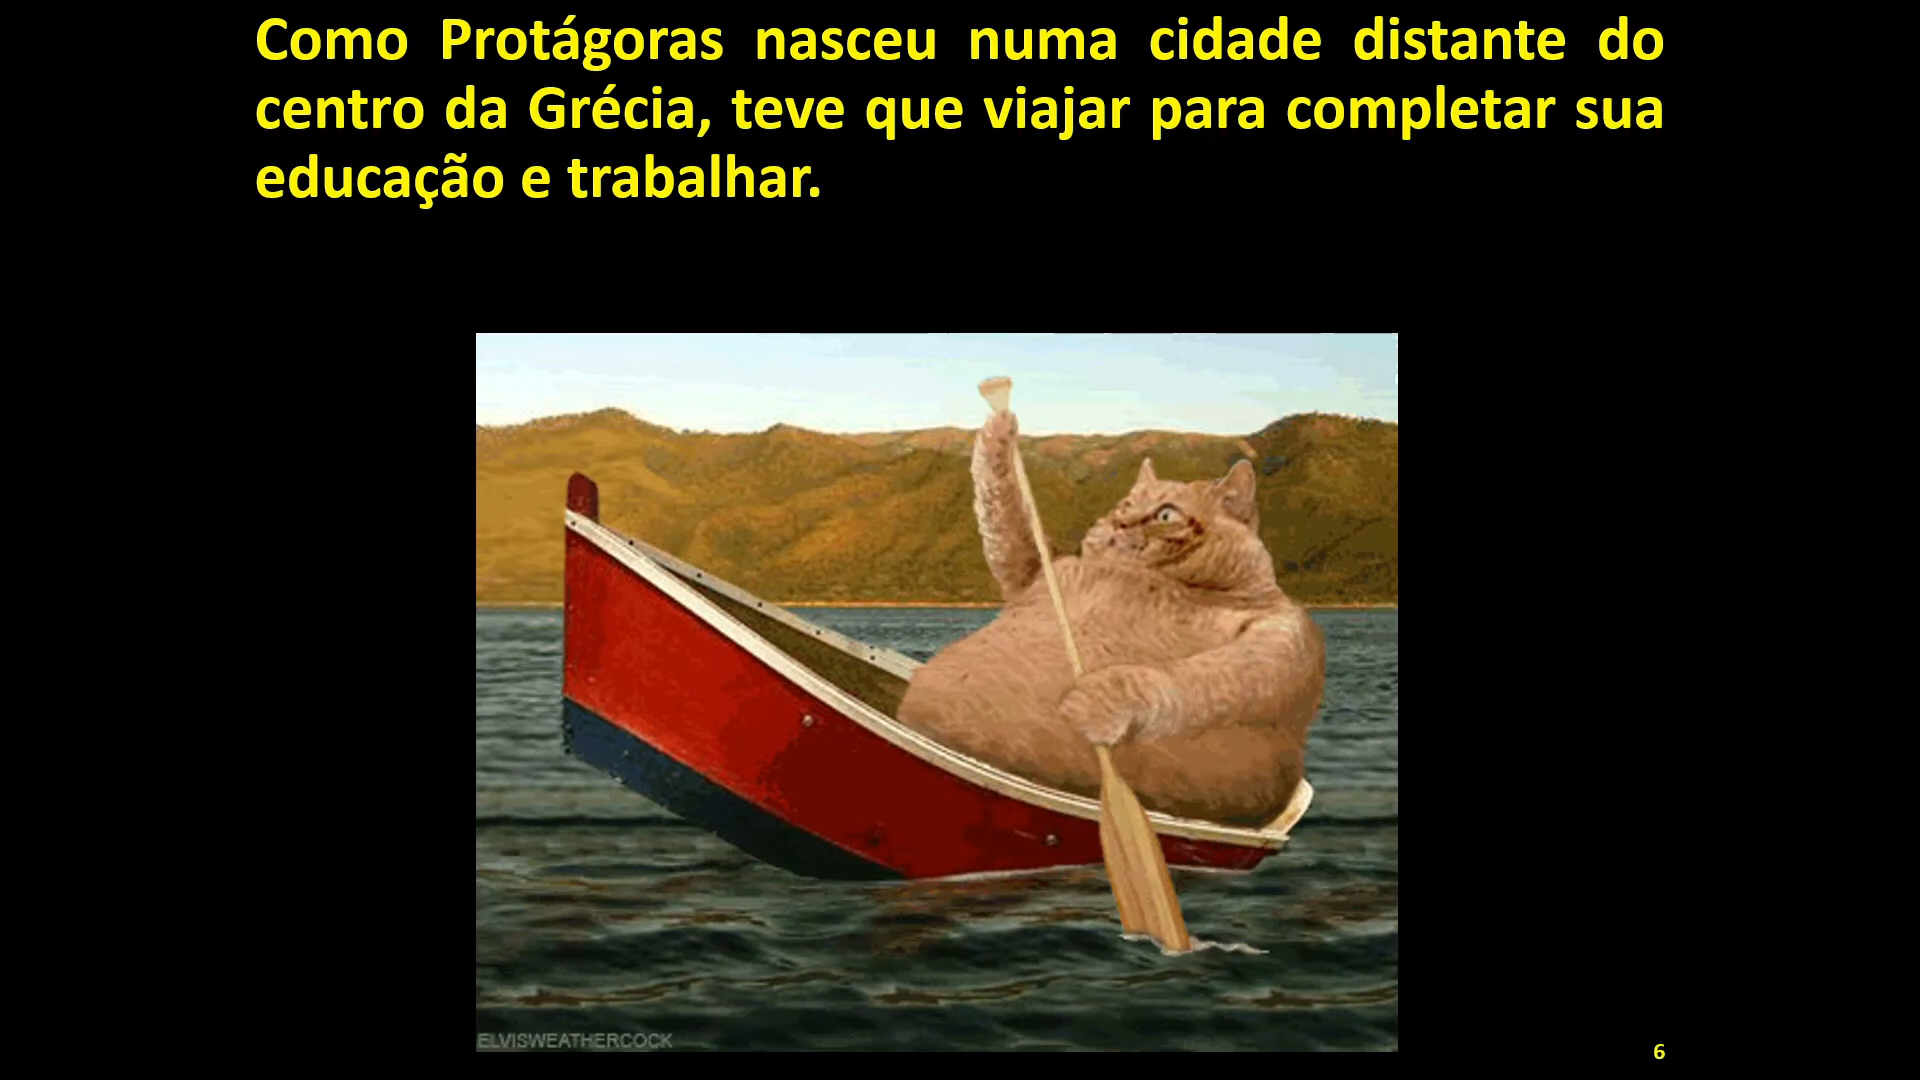 Como Protágoras nasceu numa cidade distante do
centro da Grécia, teve que viajar para completar sua
educação e trabalhar.
ELVISWEATHERCOCK
6